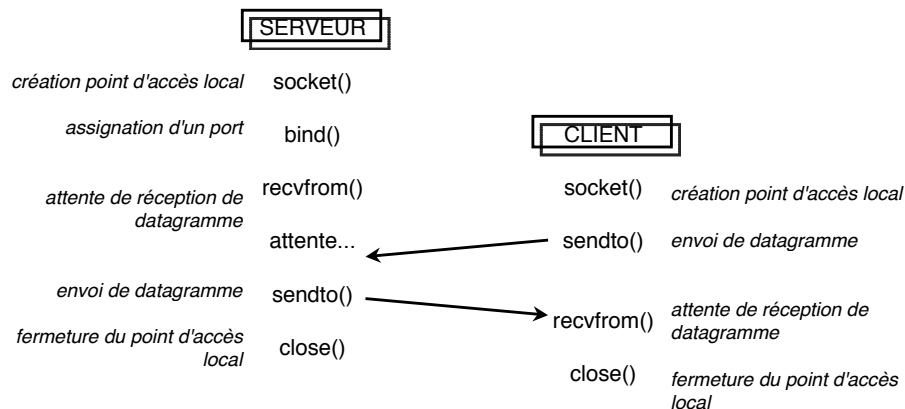 SERVEUR
création point d'accès local
socket()
assignation d'un port
bind()
attente de réception de
datagramme
recvfrom()
attente...
envoi de datagramme
sendto()
fermeture du point d'accès
local
close()
CLIENT
socket()
création point d'accès local
sendto()
envoi de datagramme
recvfrom()
attente de réception de
datagramme
close()
fermeture du point d'accès
local